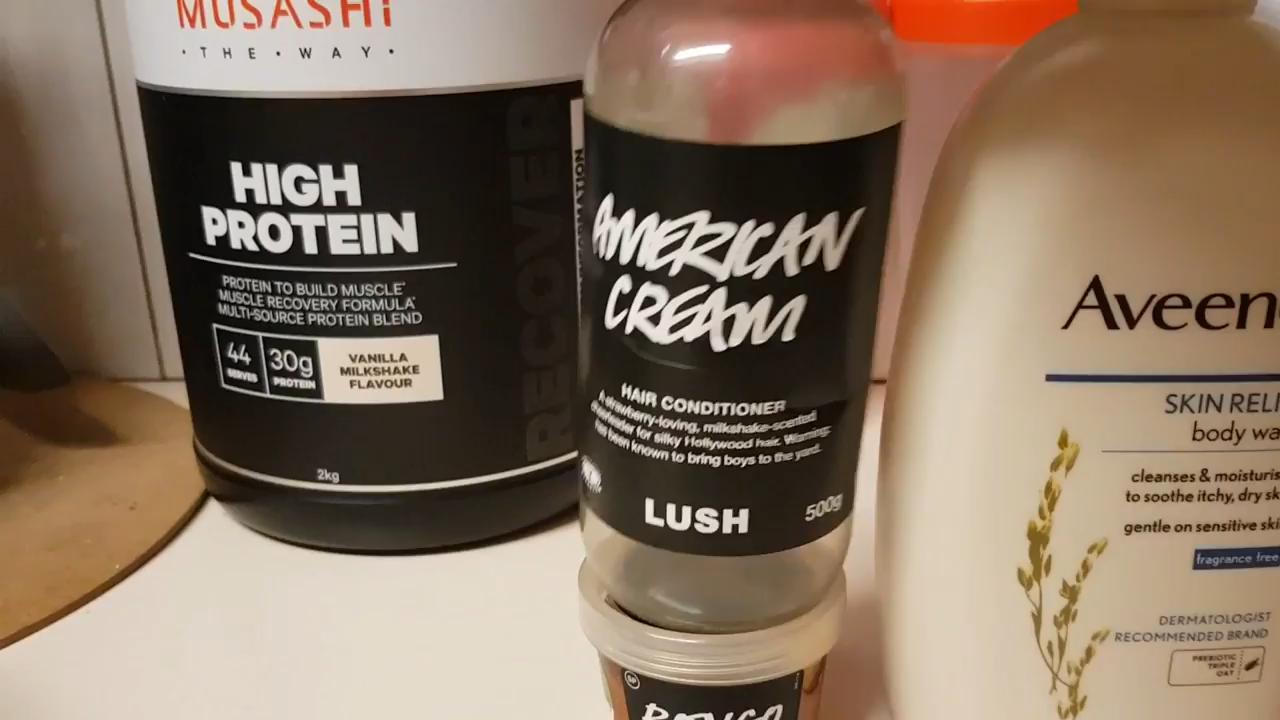 MUSASHI
• THE • WAY •
HIGH
PROTEIN
PROTEIN TO BUILD MUSCLE*
MUSCLE RECOVERY FORMULA*
MULTI-SOURCE PROTEIN BLEND
44
SERVES
30g
PROTEIN
VANILLA
MILKSHAKE
FLAVOUR
2kg
RECOVER
AMERICAN
CREAM
HAIR CONDITIONER
A strawberry-loving, milkshake-scented
cheerleader for silky Hollywood hair. Warning:
has been known to bring boys to the yard.
LUSH
500g
Aveen
SKIN RELI
body wa
cleanses & moisturis
to soothe itchy, dry sk
gentle on sensitive ski
fragrance free
DERMATOLOGIST
RECOMMENDED BRAND
PREBIOTIC
TRIPLE
OAT